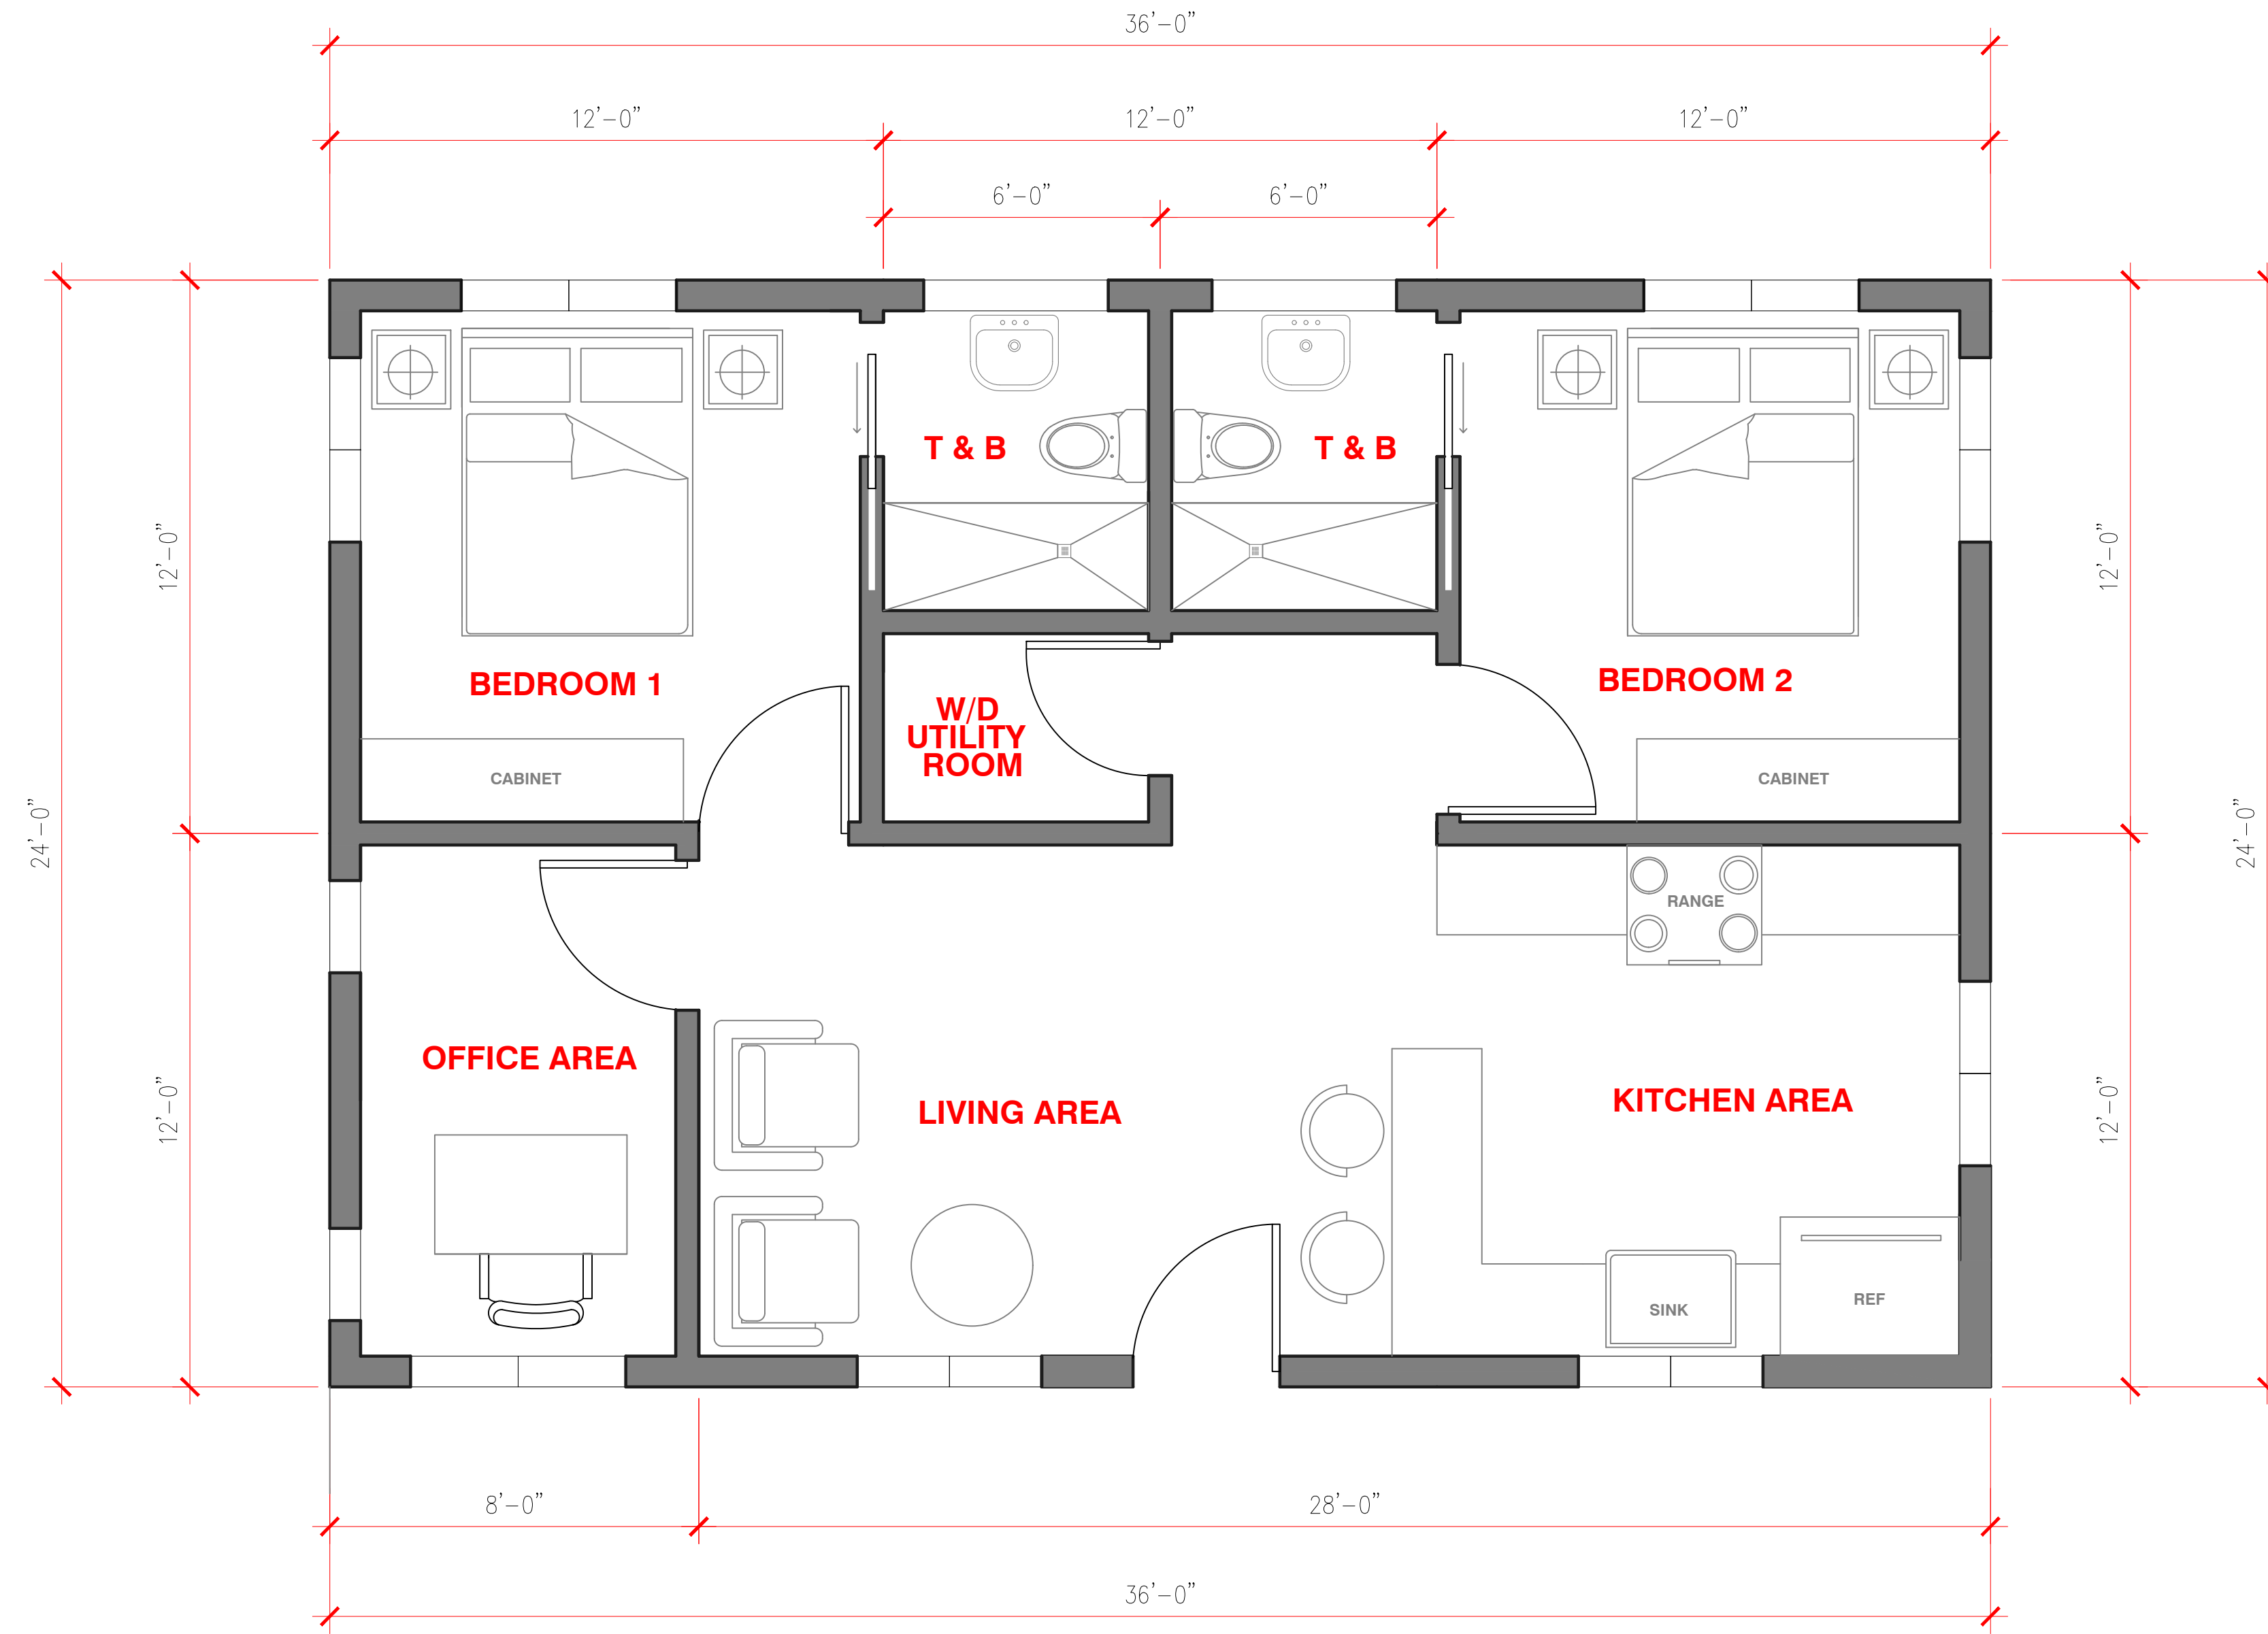 36'-0"
12'-0"
12'-0"
12'-0"
6'-0"
6'-0"
12'-0"
12'-0"
T & B
T & B
BEDROOM 1
BEDROOM 2
W/D
UTILITY
ROOM
CABINET
CABINET
24'-0"
24'-0"
RANGE
OFFICE AREA
LIVING AREA
KITCHEN AREA
12'-0"
12'-0"
SINK
REF
8'-0"
28'-0"
36'-0"